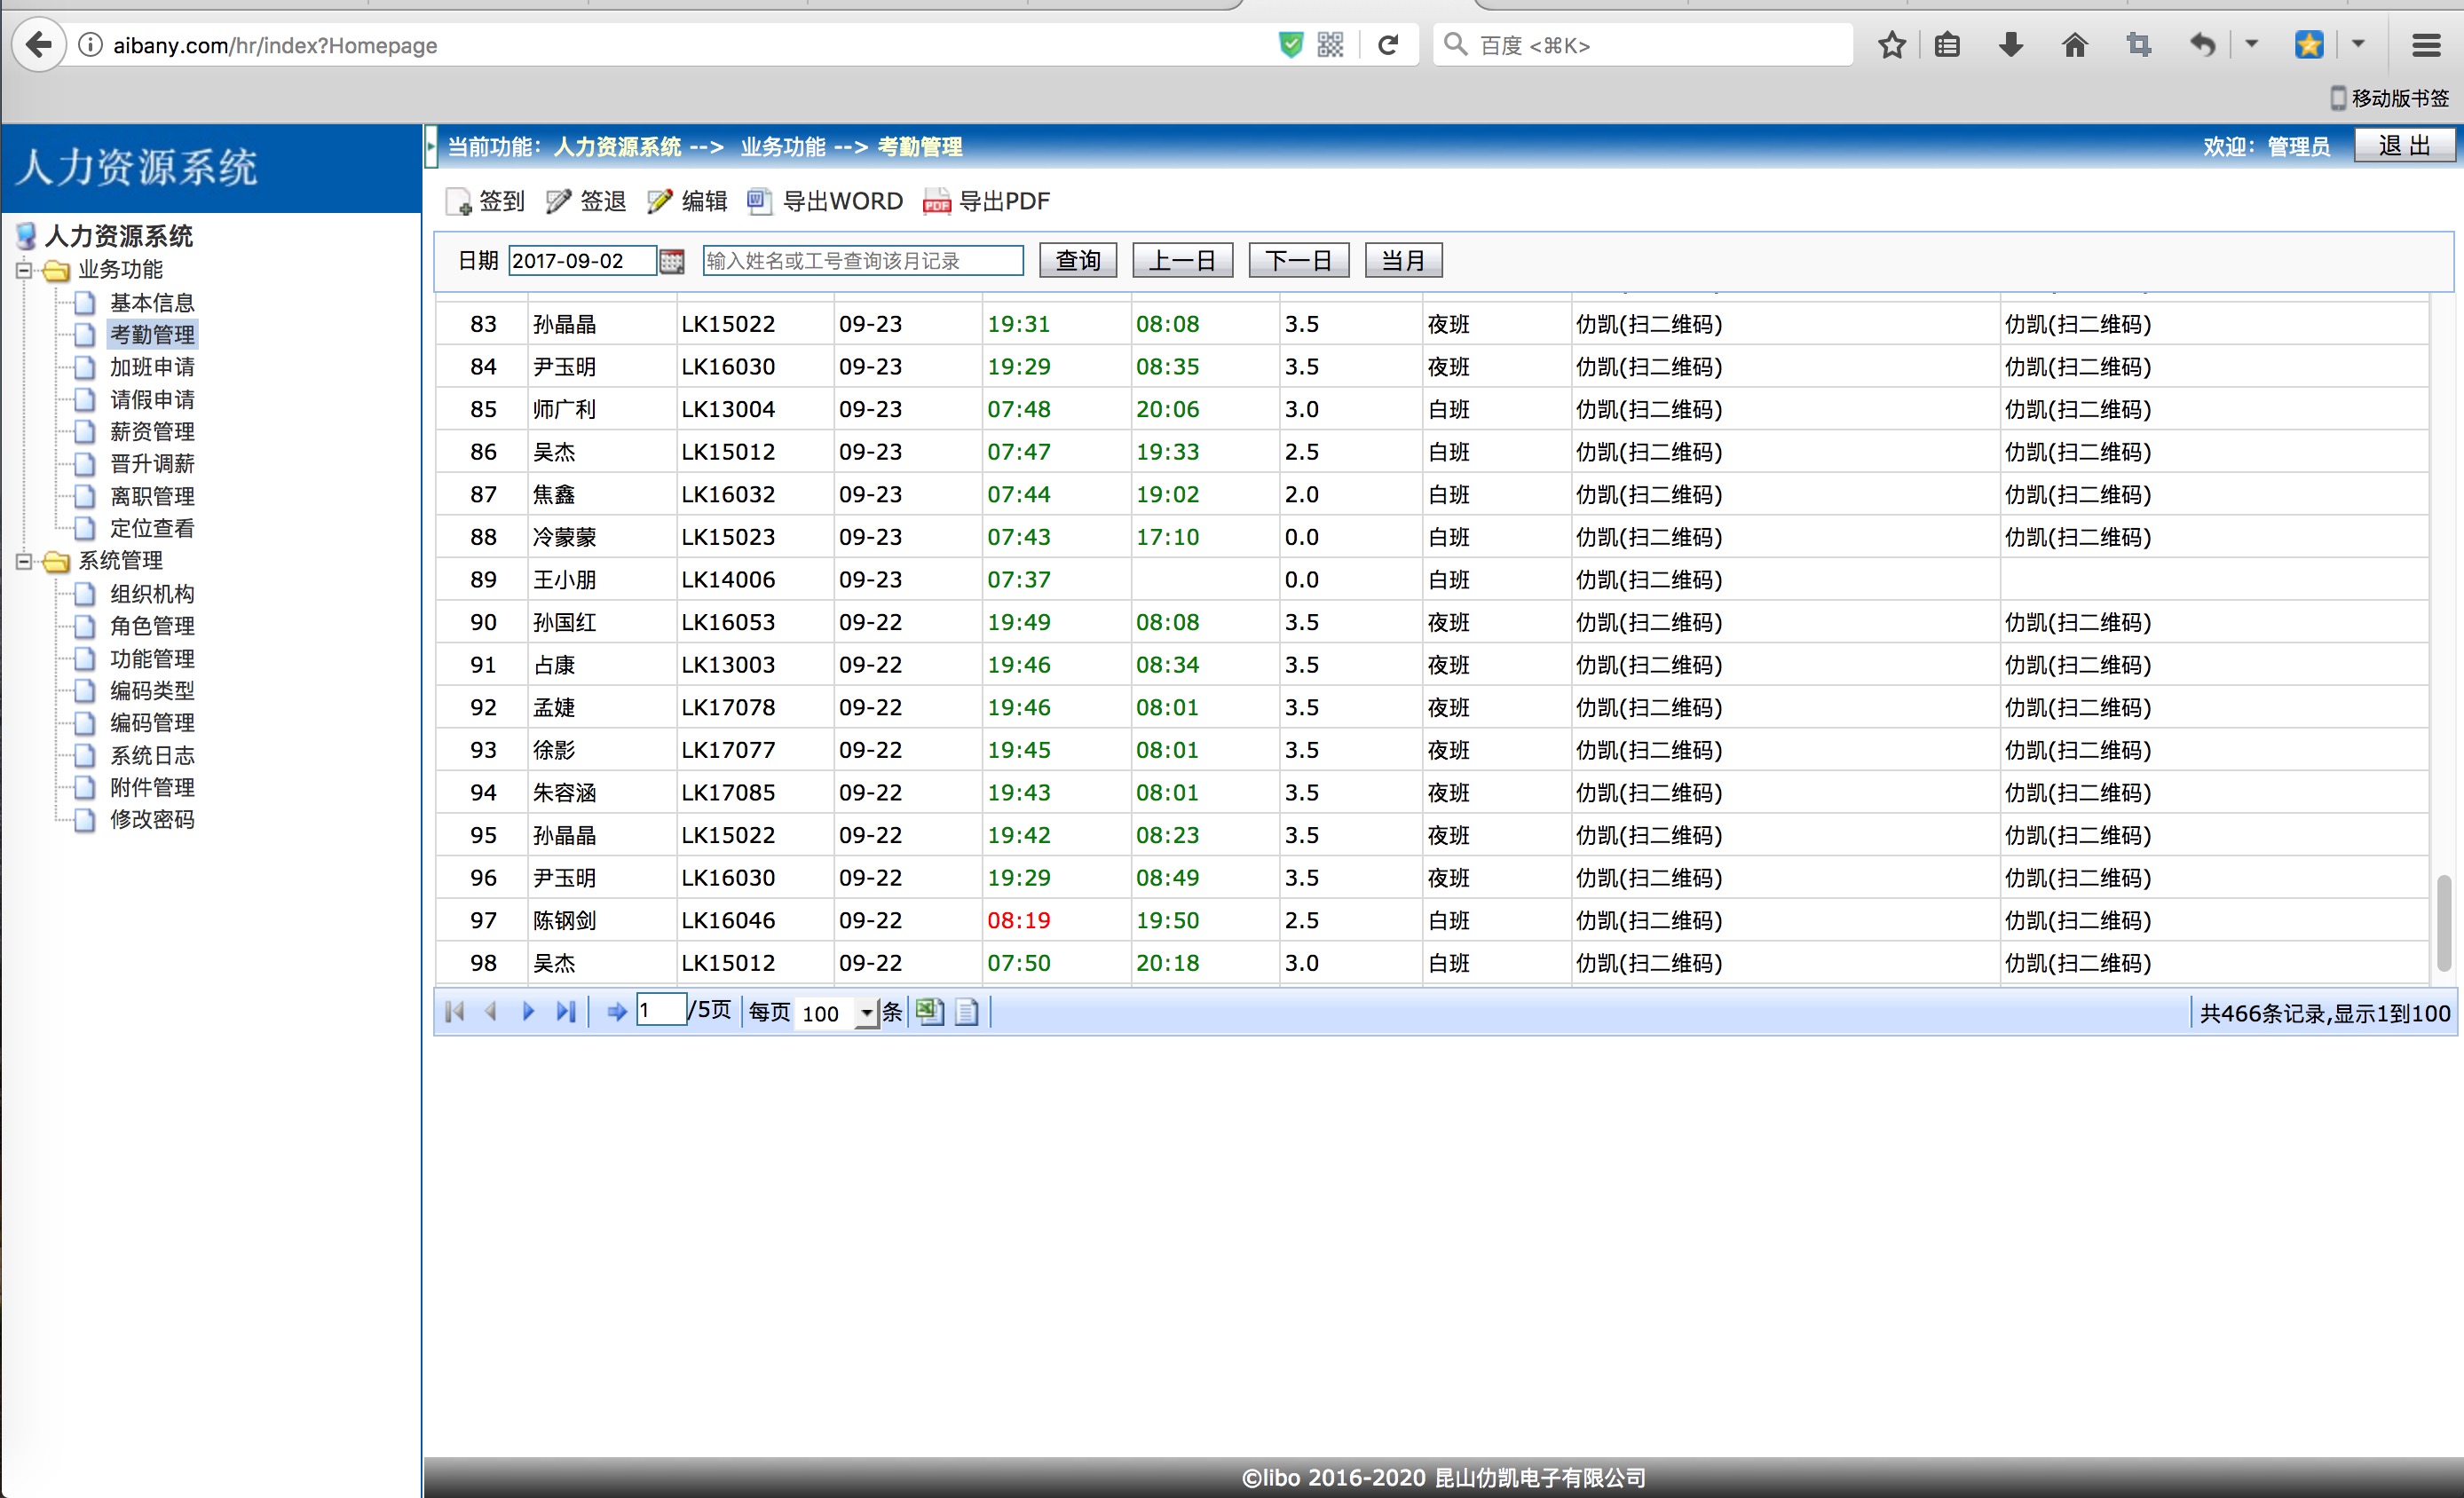 aibany.com/hr/index?Homepage
百度 <⌘K>
移动版书签
人力资源系统
当前功能：人力资源系统 --> 业务功能 --> 考勤管理
欢迎：管理员
退 出
签到 签退 编辑 导出WORD 导出PDF
日期 2017-09-02 输入姓名或工号查询该月记录 查询 上一日 下一日 当月
人力资源系统
业务功能
基本信息
考勤管理
加班申请
请假申请
薪资管理
晋升调薪
离职管理
定位查看
系统管理
组织机构
角色管理
功能管理
编码类型
编码管理
系统日志
附件管理
修改密码
83 孙晶晶 LK15022 09-23 19:31 08:08 3.5 夜班 仂凯(扫二维码) 仂凯(扫二维码)
84 尹玉明 LK16030 09-23 19:29 08:35 3.5 夜班 仂凯(扫二维码) 仂凯(扫二维码)
85 师广利 LK13004 09-23 07:48 20:06 3.0 白班 仂凯(扫二维码) 仂凯(扫二维码)
86 吴杰 LK15012 09-23 07:47 19:33 2.5 白班 仂凯(扫二维码) 仂凯(扫二维码)
87 焦鑫 LK16032 09-23 07:44 19:02 2.0 白班 仂凯(扫二维码) 仂凯(扫二维码)
88 冷蒙蒙 LK15023 09-23 07:43 17:10 0.0 白班 仂凯(扫二维码) 仂凯(扫二维码)
89 王小朋 LK14006 09-23 07:37 0.0 白班 仂凯(扫二维码)
90 孙国红 LK16053 09-22 19:49 08:08 3.5 夜班 仂凯(扫二维码) 仂凯(扫二维码)
91 占康 LK13003 09-22 19:46 08:34 3.5 夜班 仂凯(扫二维码) 仂凯(扫二维码)
92 孟婕 LK17078 09-22 19:46 08:01 3.5 夜班 仂凯(扫二维码) 仂凯(扫二维码)
93 徐影 LK17077 09-22 19:45 08:01 3.5 夜班 仂凯(扫二维码) 仂凯(扫二维码)
94 朱容涵 LK17085 09-22 19:43 08:01 3.5 夜班 仂凯(扫二维码) 仂凯(扫二维码)
95 孙晶晶 LK15022 09-22 19:42 08:23 3.5 夜班 仂凯(扫二维码) 仂凯(扫二维码)
96 尹玉明 LK16030 09-22 19:29 08:49 3.5 夜班 仂凯(扫二维码) 仂凯(扫二维码)
97 陈钢剑 LK16046 09-22 08:19 19:50 2.5 白班 仂凯(扫二维码) 仂凯(扫二维码)
98 吴杰 LK15012 09-22 07:50 20:18 3.0 白班 仂凯(扫二维码) 仂凯(扫二维码)
1 /5页 每页 100 条
共466条记录,显示1到100
©libo 2016-2020 昆山仂凯电子有限公司